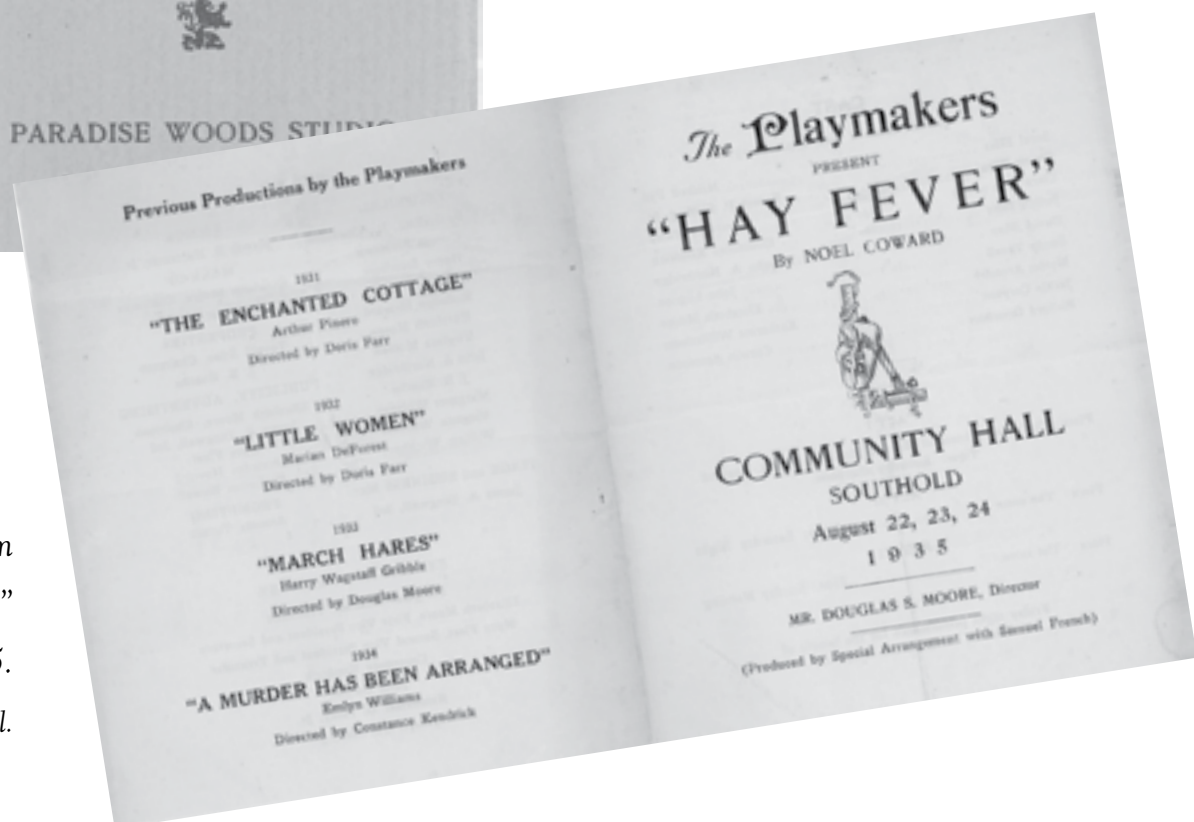 PARADISE WOODS STUDIO
Previous Productions by the Playmakers
1931
“THE ENCHANTED COTTAGE”
Arthur Pinero
Directed by Doris Farr
1932
“LITTLE WOMEN”
Marian DeForest
Directed by Doris Farr
1933
“MARCH HARES”
Harry Wagstaff Gribble
Directed by Douglas Moore
1934
“A MURDER HAS BEEN ARRANGED”
Emlyn Williams
Directed by Constance Kendrick
The Playmakers
PRESENT
“HAY FEVER”
By NOEL COWARD
COMMUNITY HALL
SOUTHOLD
August 22, 23, 24
1935
MR. DOUGLAS S. MOORE, Director
(Produced by Special Arrangement with Samuel French)
n
”
.
l.